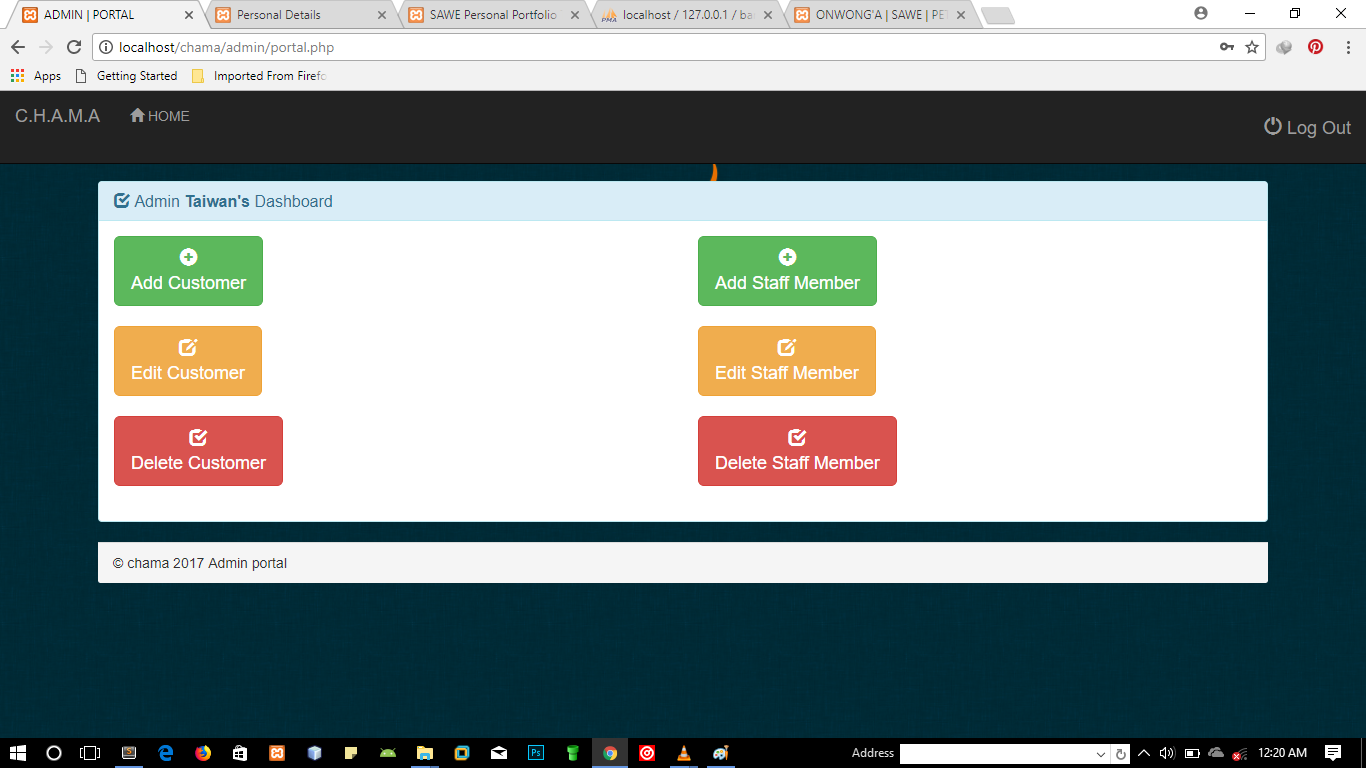 ADMIN | PORTAL
Personal Details
SAWE Personal Portfolio
localhost / 127.0.0.1 / ba
ONWONG'A | SAWE | PE
localhost/chama/admin/portal.php
Apps
Getting Started
Imported From Firefo
C.H.A.M.A
HOME
Log Out
Admin Taiwan's Dashboard
Add Customer
Add Staff Member
Edit Customer
Edit Staff Member
Delete Customer
Delete Staff Member
© chama 2017 Admin portal
Address
12:20 AM